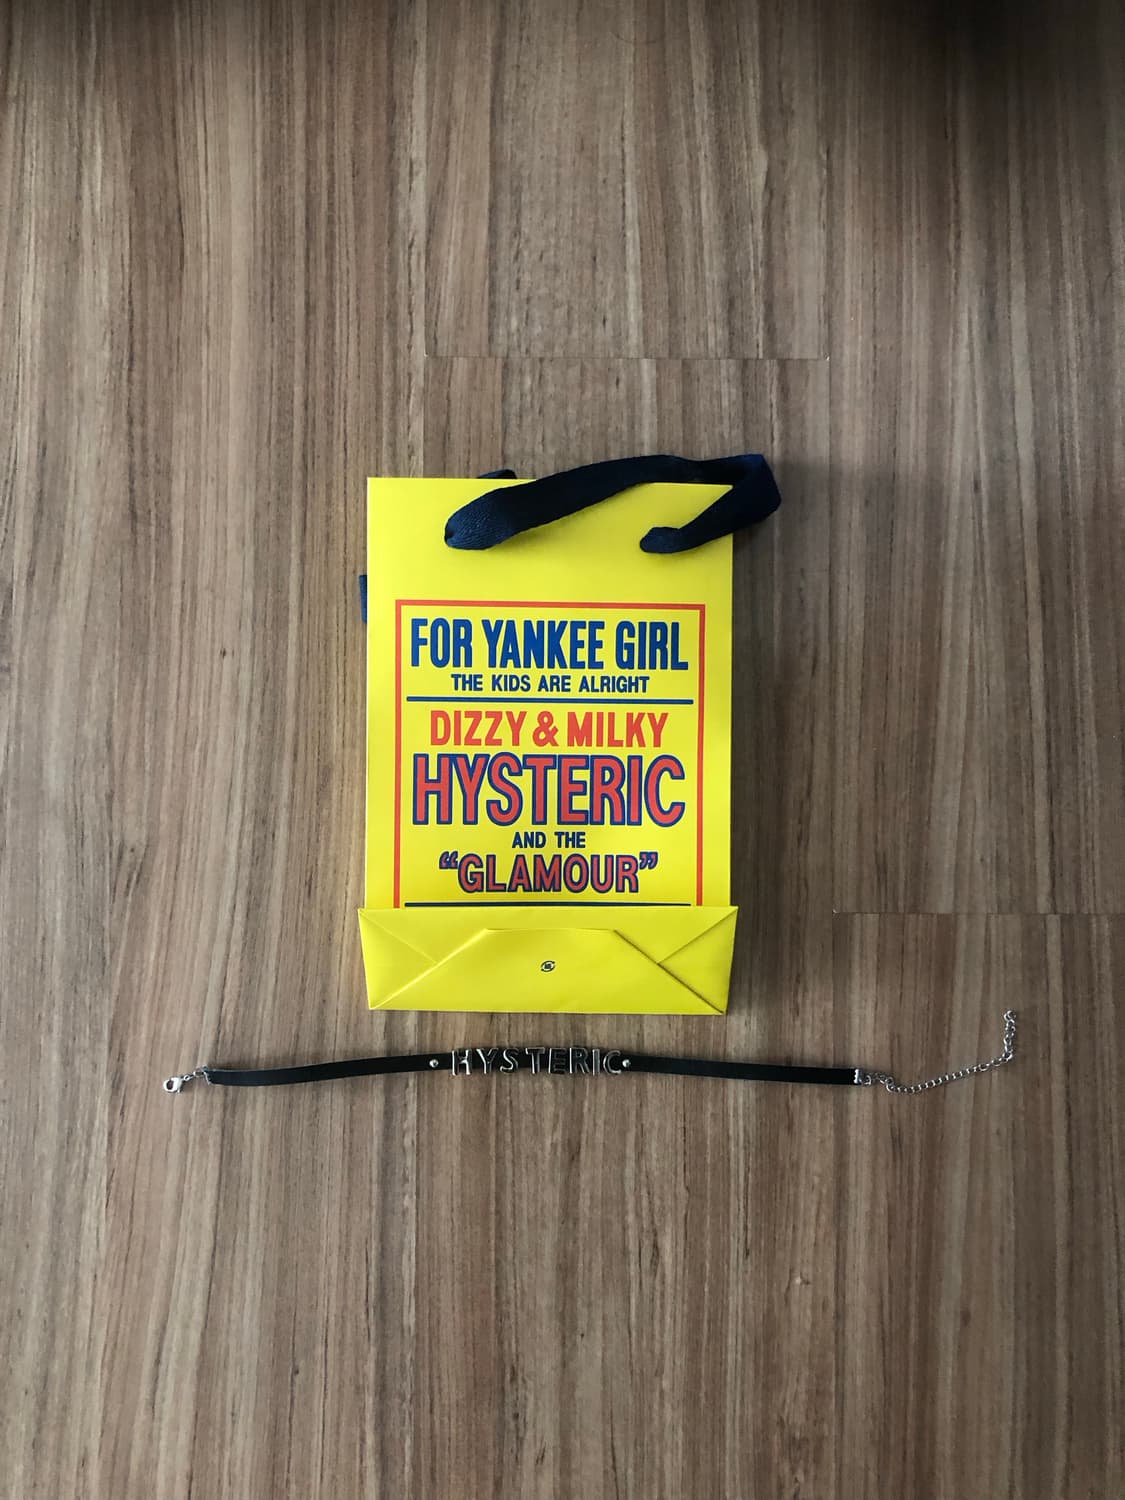 FOR YANKEE GIRL
THE KIDS ARE ALRIGHT
DIZZY & MILKY
HYSTERIC
AND THE
“GLAMOUR”
HYSTERIC